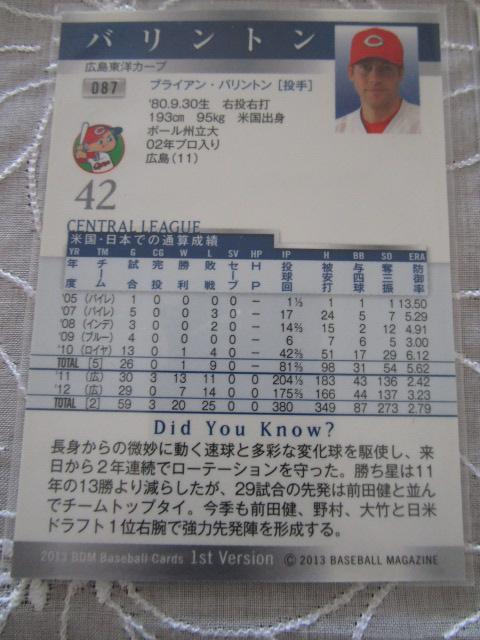 バリントン
広島東洋カープ
087
ブライアン・バリントン [投手]
'80.9.30生 右投右打
193cm 95kg 米国出身
ボール州立大
02年プロ入り
広島(11)
42
CENTRAL LEAGUE
米国・日本での通算成績
YR TM G CG W L SV HP IP H BB SO ERA
年度 チーム 試合 完投 勝利 敗戦 セーブ HP 投球回 被安打 与四球 奪三振 防御率
'05 (パイレ) 1 0 0 0 0 - 1⅓ 1 1 1 13.50
'07 (パイレ) 5 0 0 3 0 - 17 24 5 7 5.29
'08 (インデ) 3 0 0 2 0 - 14⅔ 15 2 12 4.91
'09 (ブルー) 4 0 0 0 0 - 6 7 6 5 3.00
'10 (ロイヤ) 13 0 1 4 0 - 42⅔ 51 17 29 6.12
TOTAL [5] 26 0 1 9 0 - 81⅔ 98 31 54 5.62
'11 (広) 30 3 13 11 0 0 204⅓ 183 43 136 2.42
'12 (広) 29 0 7 14 0 0 175⅔ 166 44 137 3.23
TOTAL [2] 59 3 20 25 0 0 380 349 87 273 2.79
Did You Know?
長身からの微妙に動く速球と多彩な変化球を駆使し、来
日から2年連続でローテーションを守った。勝ち星は11
年の13勝より減らしたが、29試合の先発は前田健と並ん
でチームトップタイ。今季も前田健、野村、大竹と日米
ドラフト1位右腕で強力先発陣を形成する。
2013 BBM Baseball Cards 1st Version © 2013 BASEBALL MAGAZINE